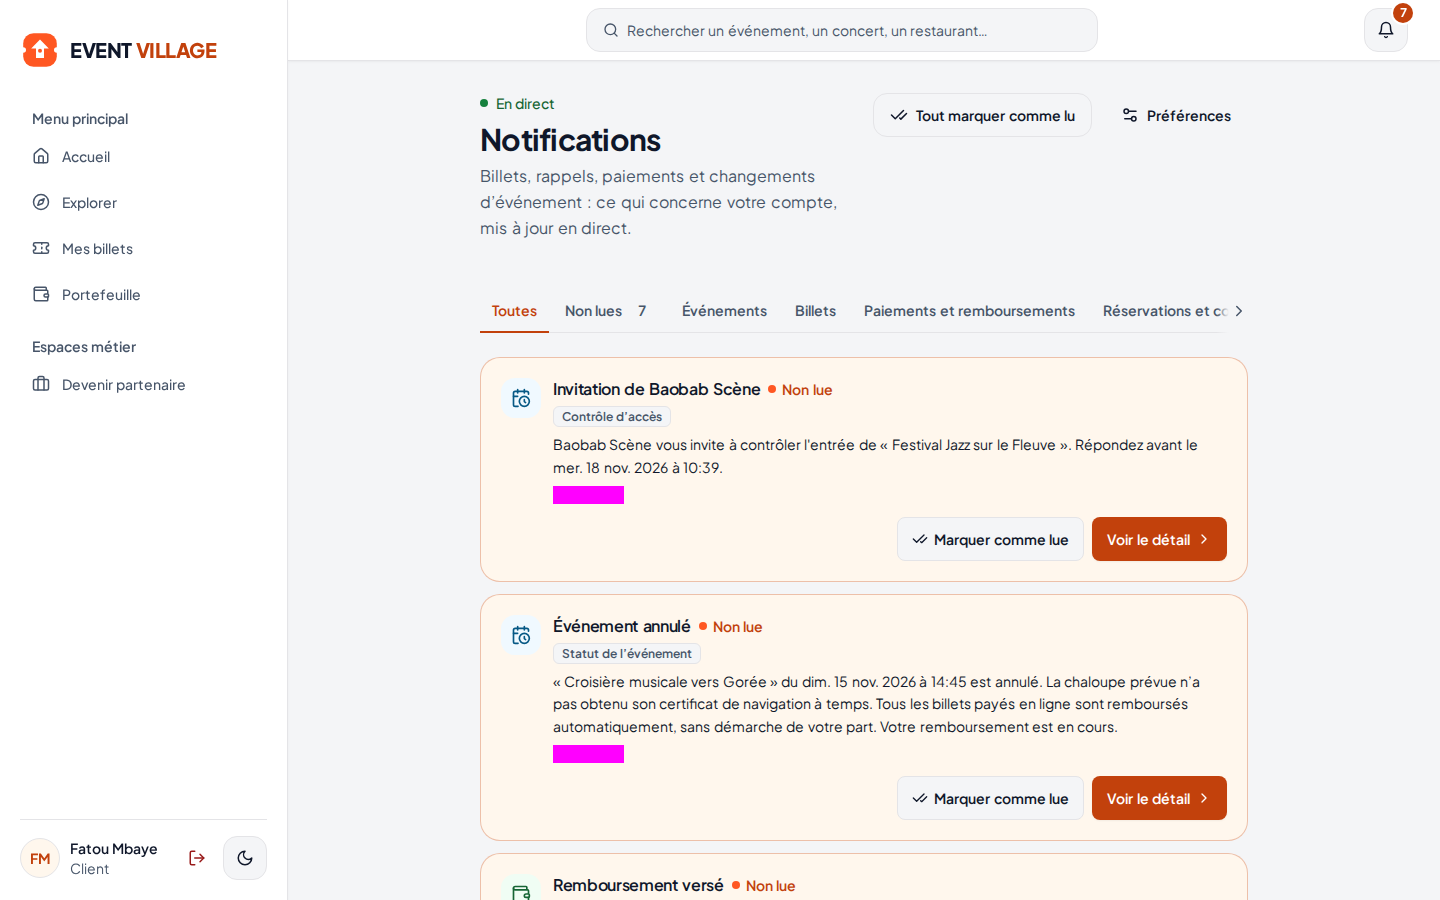 EVENT VILLAGE
Rechercher un événement, un concert, un restaurant...
7
Menu principal
Accueil
Explorer
Mes billets
Portefeuille
Espaces métier
Devenir partenaire
FM
Fatou Mbaye
Client
En direct
Notifications
Billets, rappels, paiements et changements
d’événement : ce qui concerne votre compte,
mis à jour en direct.
Tout marquer comme lu
Préférences
Toutes
Non lues 7
Événements
Billets
Paiements et remboursements
Réservations et
Invitation de Baobab Scène
Non lue
Contrôle d’accès
Baobab Scène vous invite à contrôler l'entrée de « Festival Jazz sur le Fleuve ». Répondez avant le
mer. 18 nov. 2026 à 10:39.
Marquer comme lue
Voir le détail
Événement annulé
Non lue
Statut de l’événement
« Croisière musicale vers Gorée » du dim. 15 nov. 2026 à 14:45 est annulé. La chaloupe prévue n’a
pas obtenu son certificat de navigation à temps. Tous les billets payés en ligne sont remboursés
automatiquement, sans démarche de votre part. Votre remboursement est en cours.
Marquer comme lue
Voir le détail
Remboursement versé
Non lue